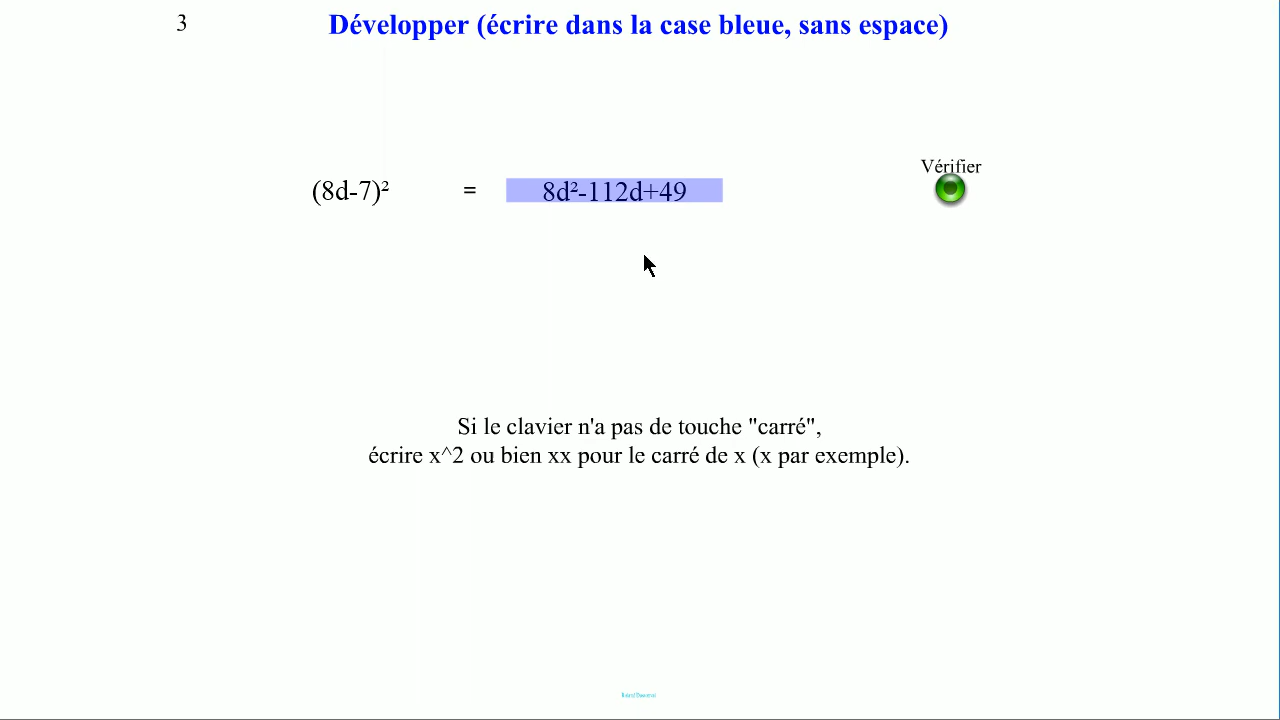 3
Développer (écrire dans la case bleue, sans espace)
Vérifier
(8d-7)² = 8d²-112d+49
Si le clavier n'a pas de touche "carré",
écrire x^2 ou bien xx pour le carré de x (x par exemple).